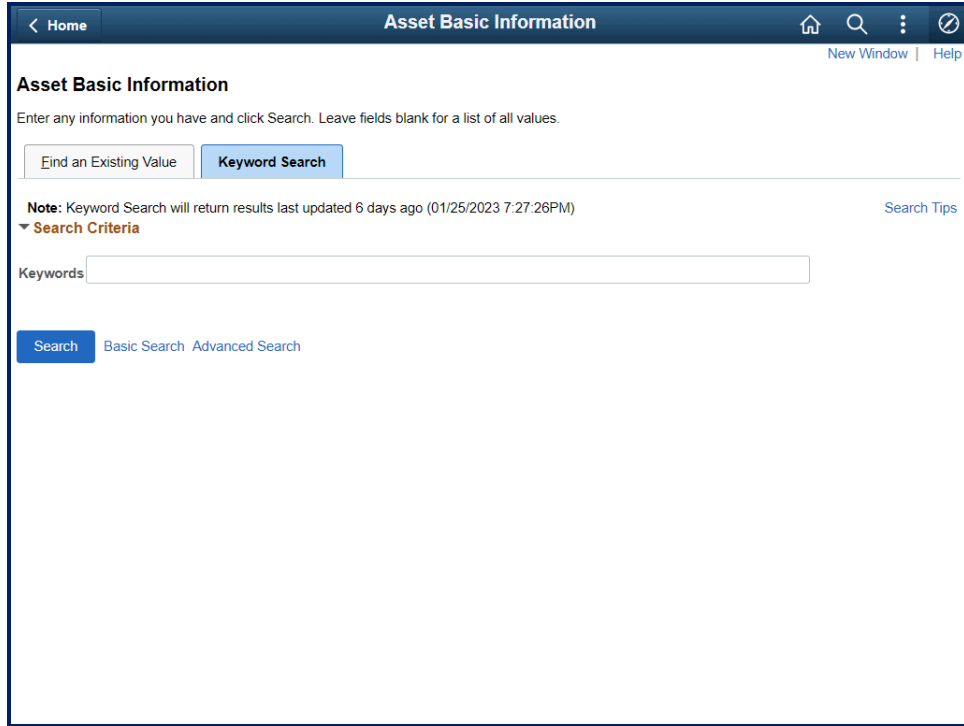 Home
Asset Basic Information
New Window | Help
Asset Basic Information
Enter any information you have and click Search. Leave fields blank for a list of all values.
Find an Existing Value
Keyword Search
Note: Keyword Search will return results last updated 6 days ago (01/25/2023 7:27:26PM)
Search Tips
Search Criteria
Keywords
Search
Basic Search Advanced Search